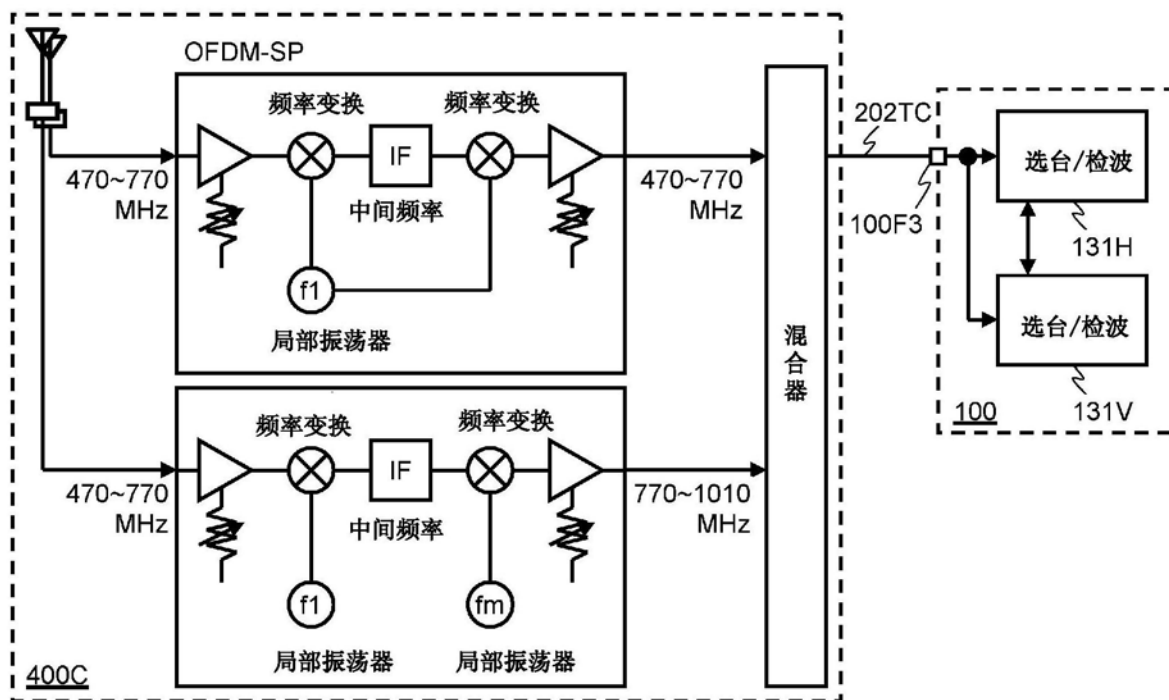 OFDM-SP
频率变换
频率变换
IF
470~770
MHz
中间频率
470~770
MHz
f1
局部振荡器
频率变换
频率变换
IF
470~770
MHz
中间频率
770~1010
MHz
f1
fm
局部振荡器
局部振荡器
400C
混合器
202TC
100F3
选台/检波
131H
选台/检波
131V
100